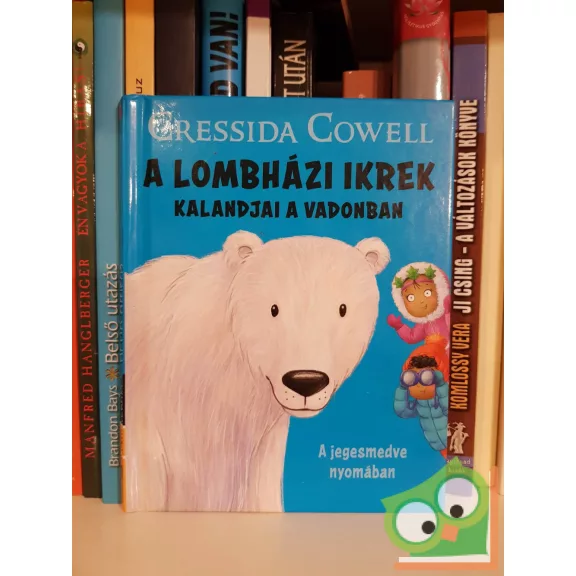 CRESSIDA COWELL
A LOMBHÁZI IKREK
KALANDJAI A VADONBAN
A jegesmedve
nyomában
MANFRED HANGLBERGER ÉN VAGYOK A
Brandon Bays Belső utazás
VAN!
UTÁN
KOMLÓSSY VERA JI CSING - A VÁLTOZÁSOK KÖNYVE